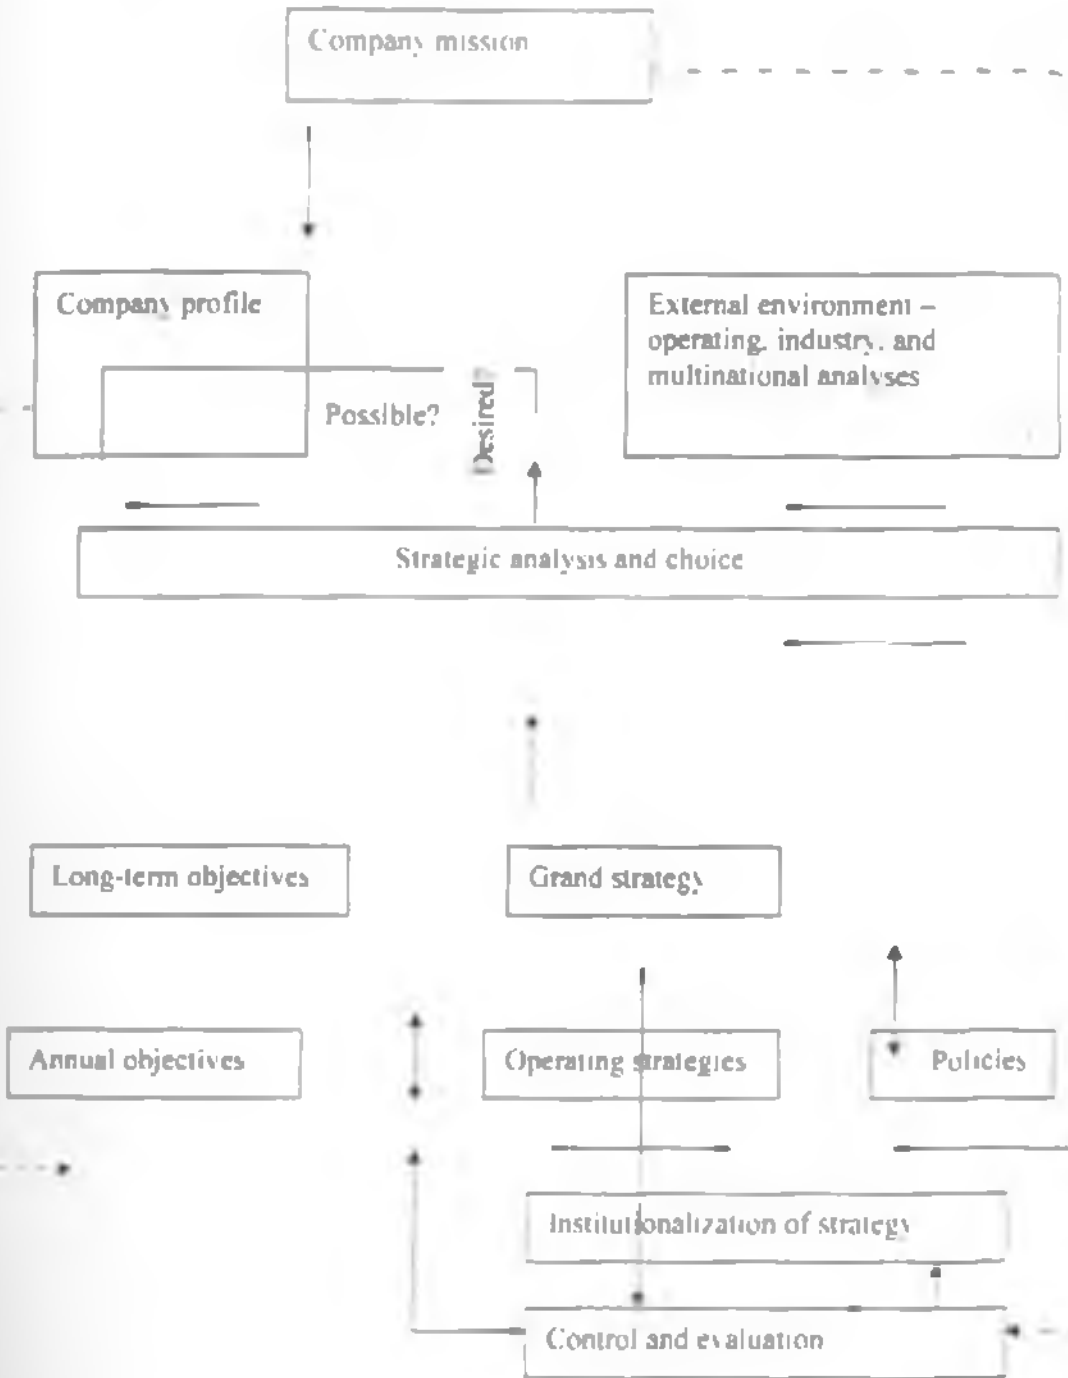 Company mission
Company profile
External environment –
operating, industry, and
multinational analyses
Possible?
Desired?
Strategic analysis and choice
Long-term objectives
Grand strategy
Annual objectives
Operating strategies
Policies
Institutionalization of strategy
Control and evaluation